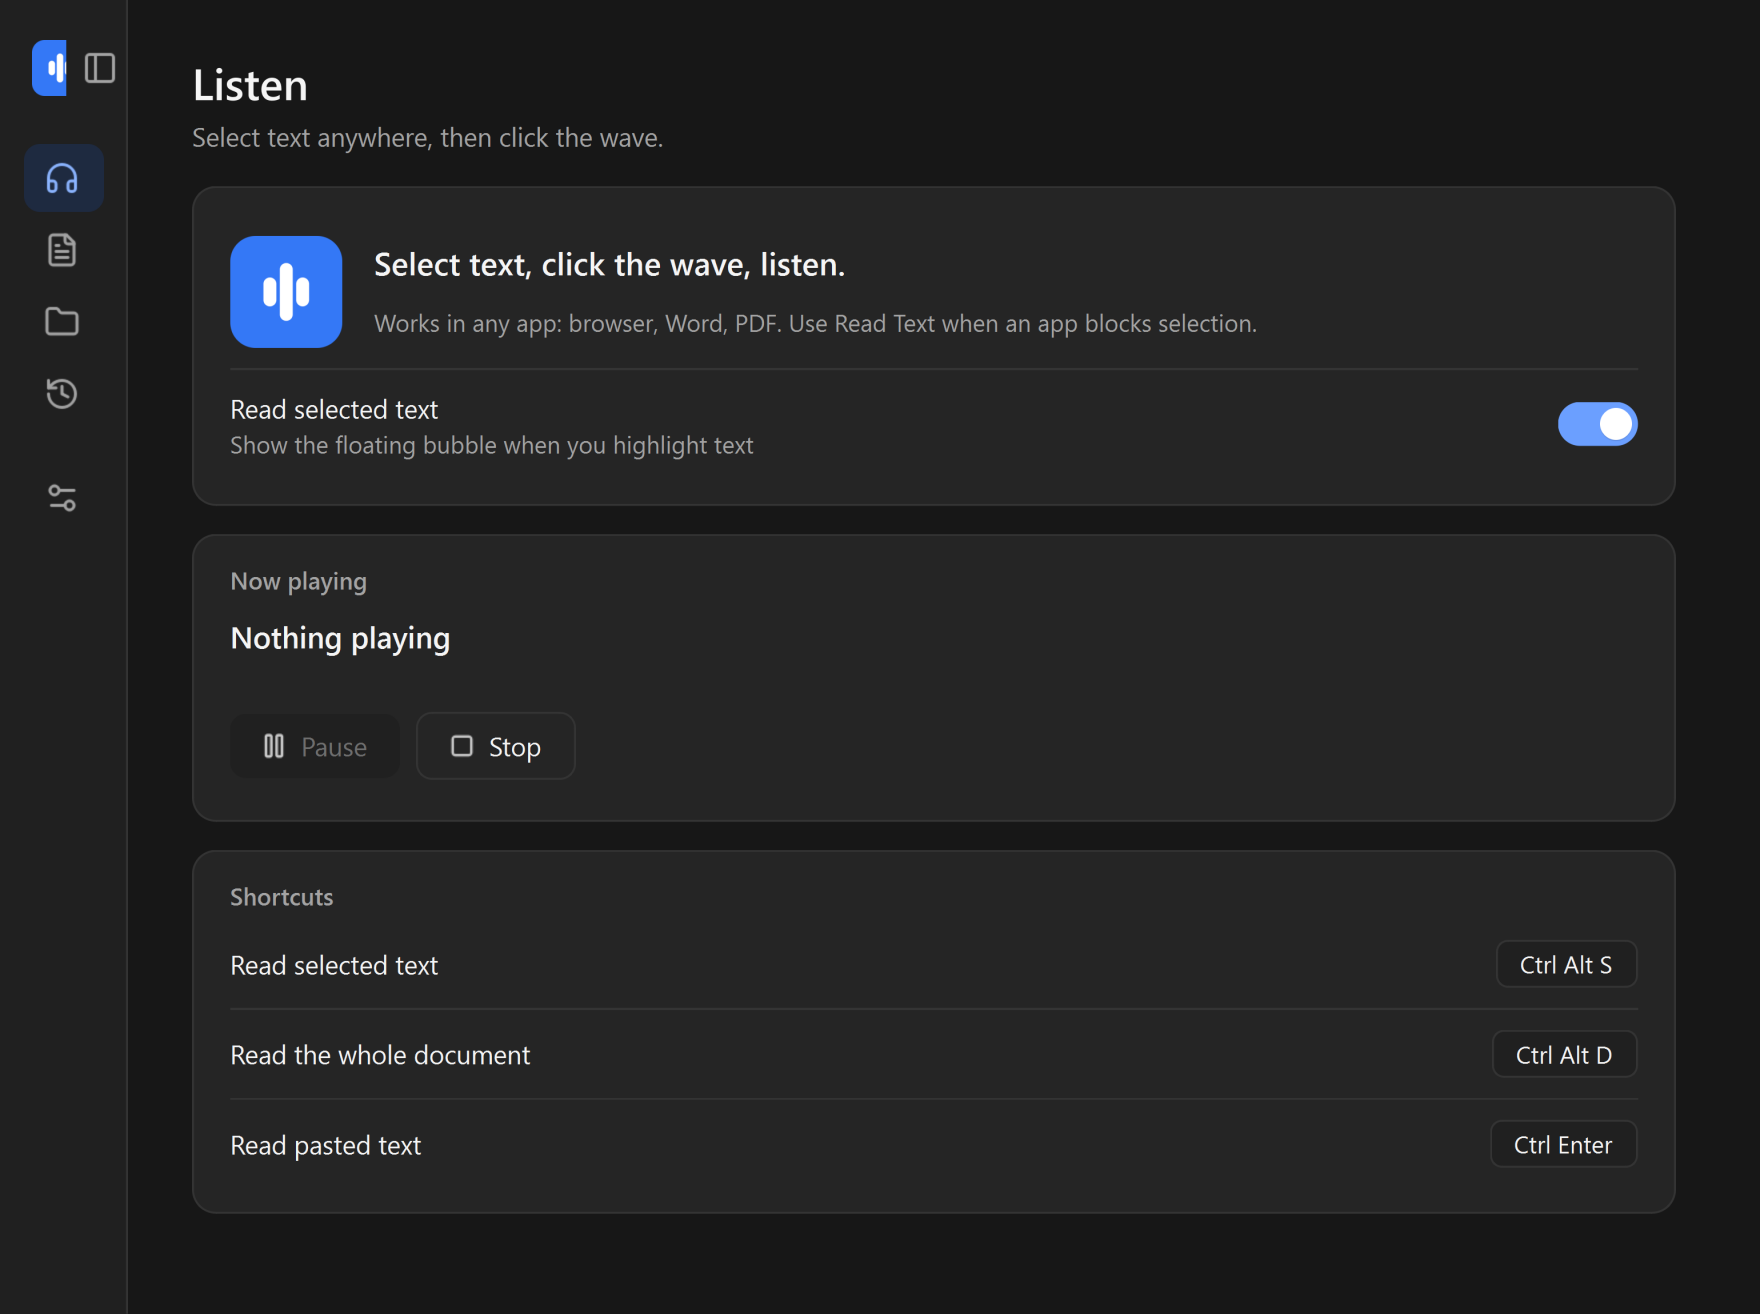 Listen
Select text anywhere, then click the wave.
Select text, click the wave, listen.
Works in any app: browser, Word, PDF. Use Read Text when an app blocks selection.
Read selected text
Show the floating bubble when you highlight text
Now playing
Nothing playing
Pause
Stop
Shortcuts
Read selected text
Ctrl Alt S
Read the whole document
Ctrl Alt D
Read pasted text
Ctrl Enter